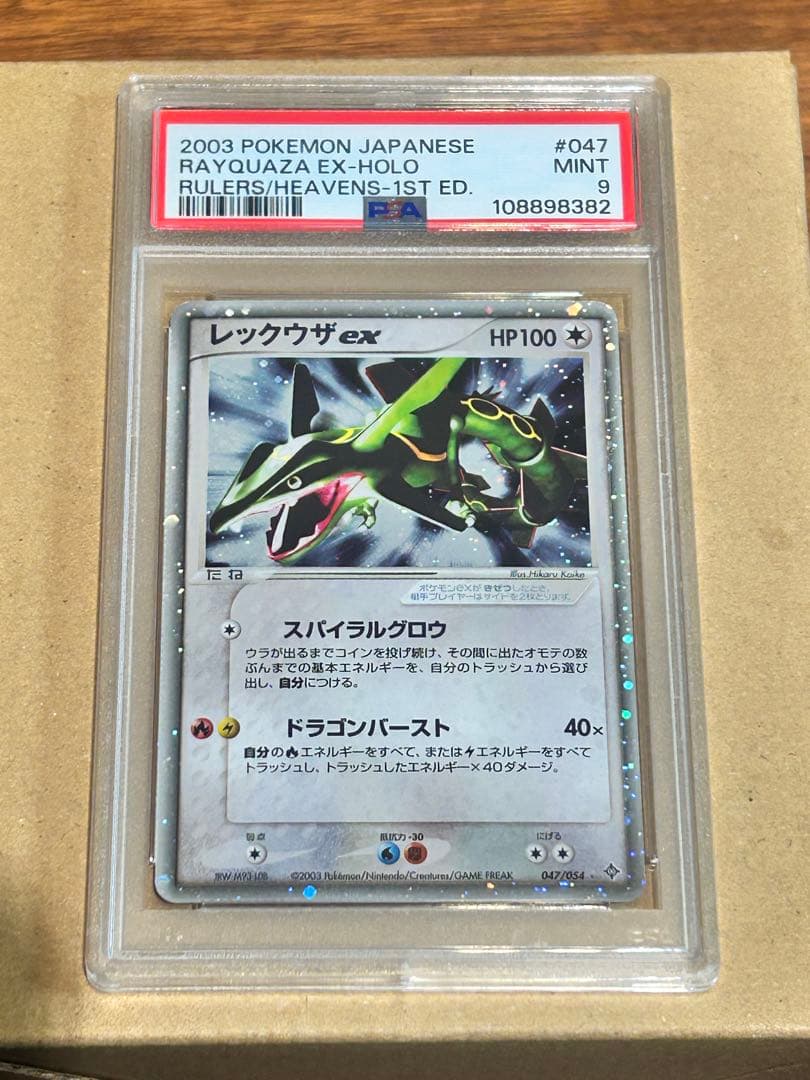 2003 POKEMON JAPANESE #047
RAYQUAZA EX-HOLO MINT
RULERS/HEAVENS-1ST ED. 9
PSA 108898382
レックウザex HP100
たね
Illus. Hikaru Koike
ポケモンexがきぜつしたとき、
相手プレイヤーはサイドを2枚とります。
スパイラルグロウ
ウラが出るまでコインを投げ続け、その間に出たオモテの数
ぶんまでの基本エネルギーを、自分のトラッシュから選び
出し、自分につける。
ドラゴンバースト 40×
自分のエネルギーをすべて、またはエネルギーをすべて
トラッシュし、トラッシュしたエネルギー×40ダメージ。
弱点 抵抗力 -30 にげる
©2003 Pokémon/Nintendo/Creatures/GAME FREAK 047/054